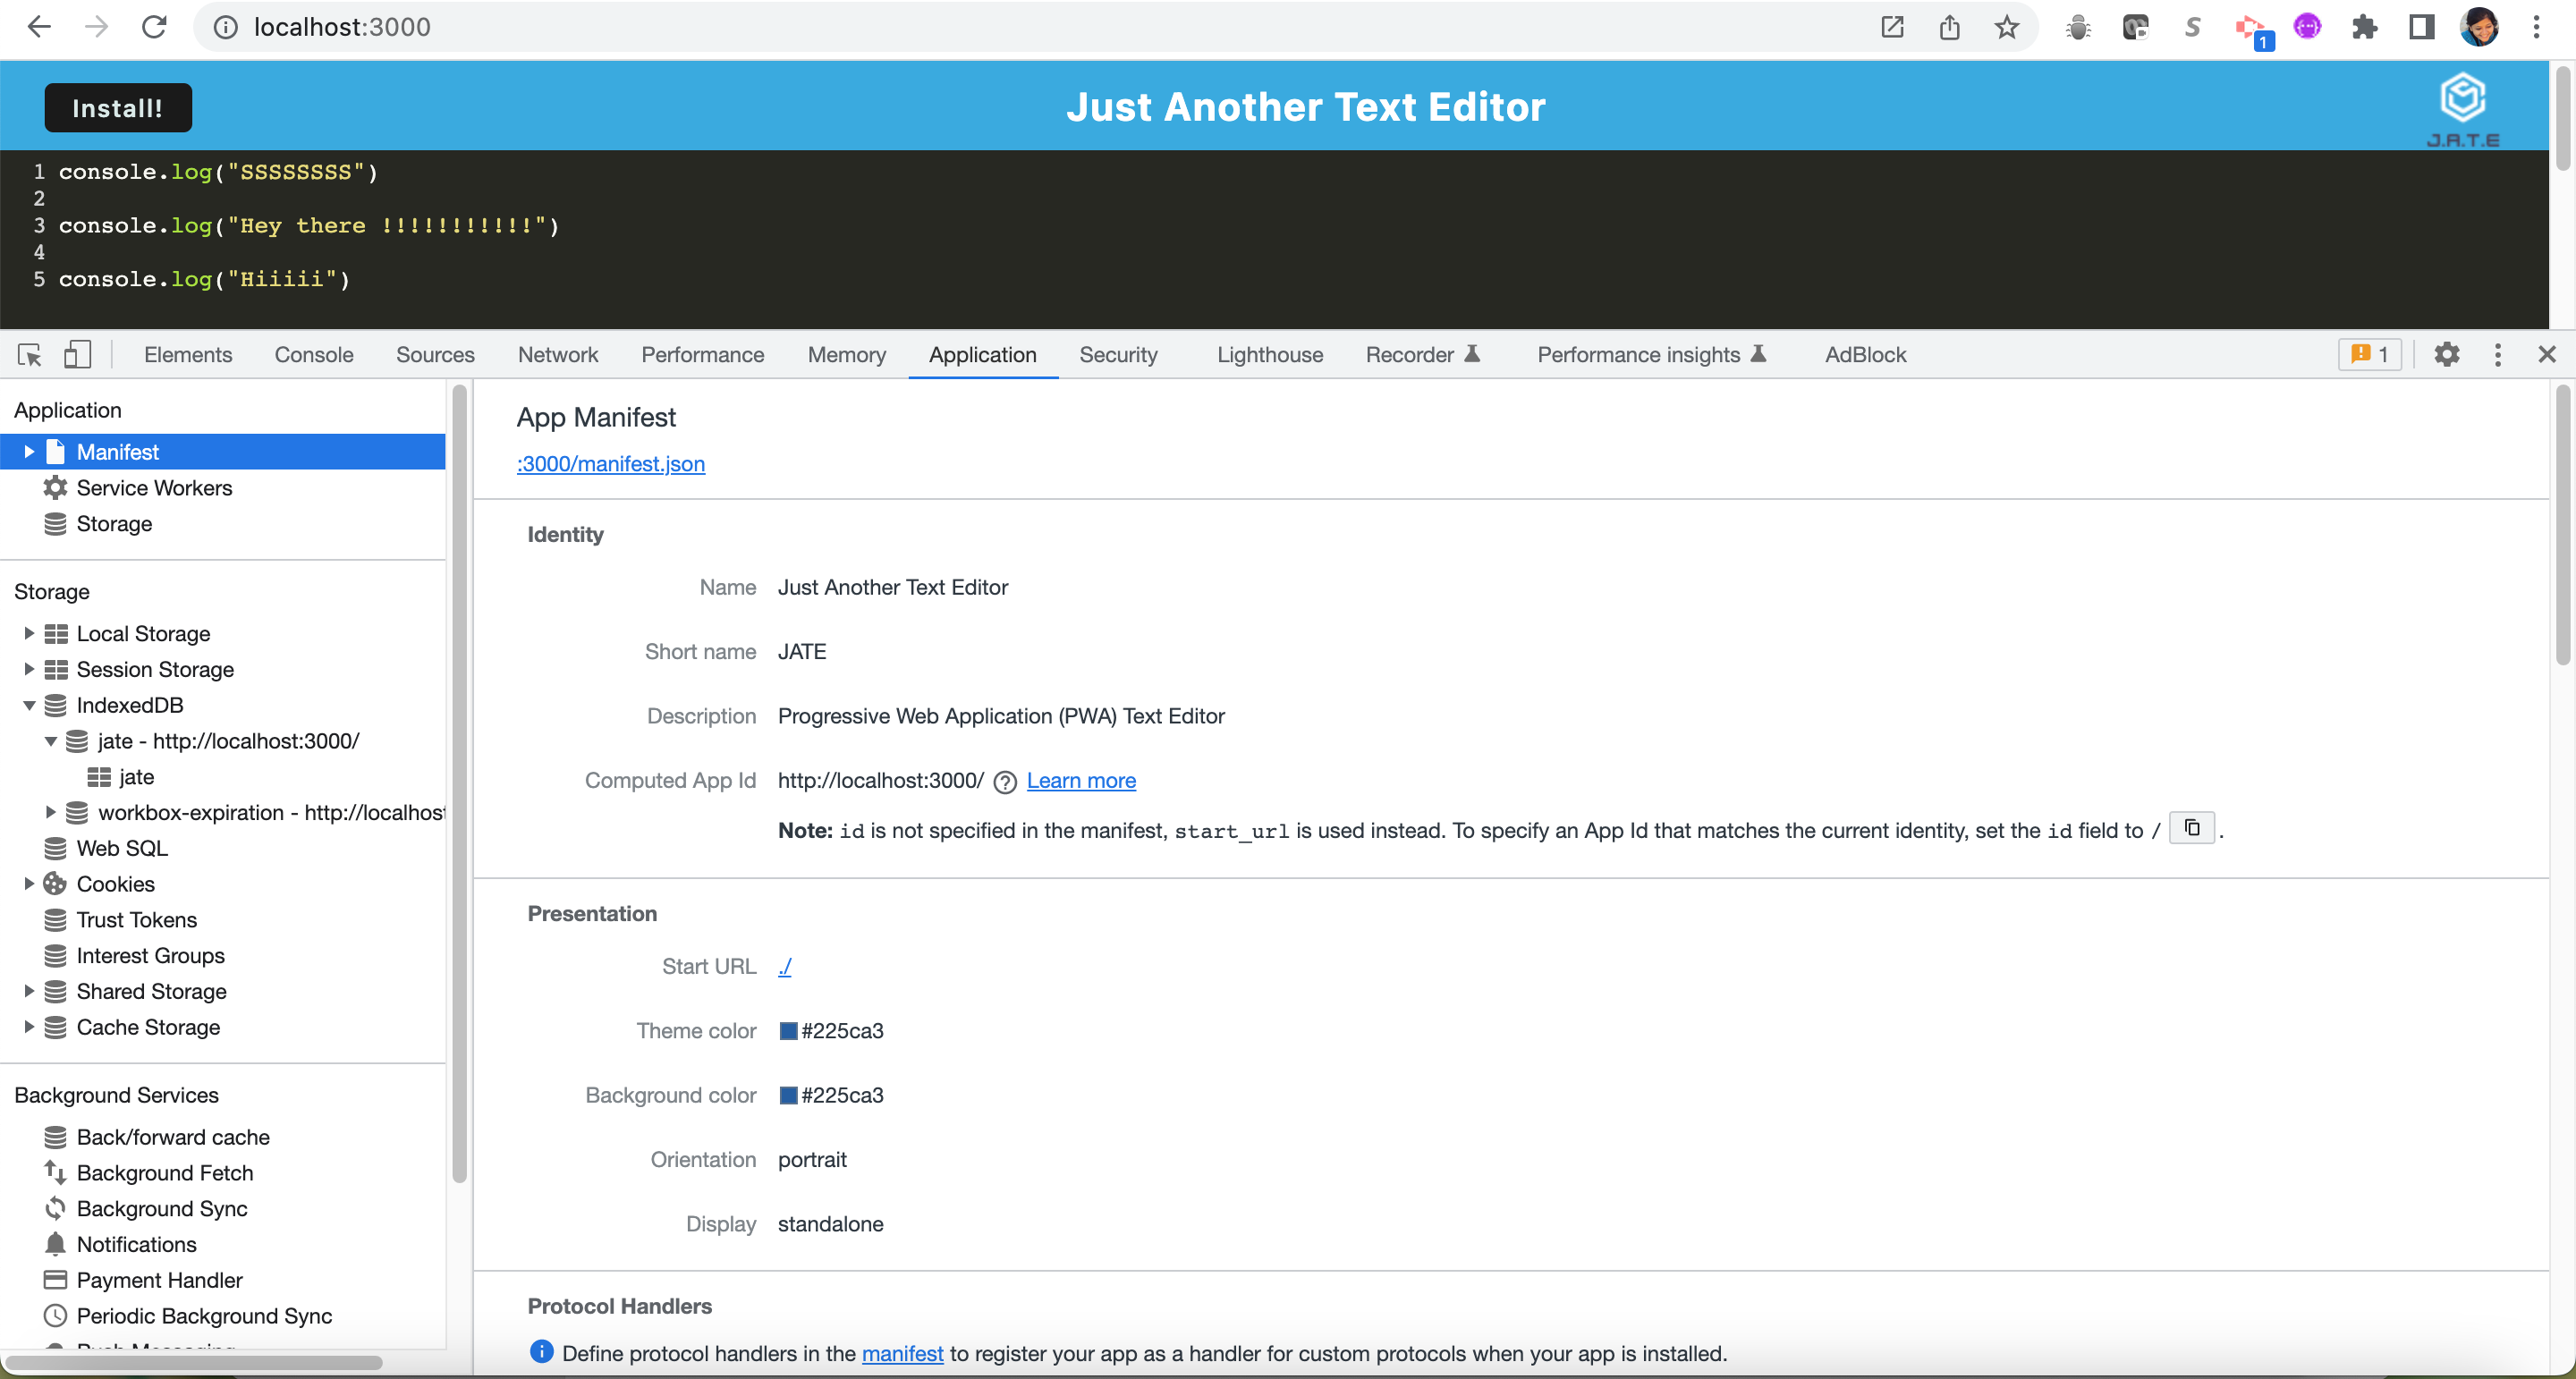 localhost:3000
1
Install!
Just Another Text Editor
J.A.T.E
1 console.log("SSSSSSSS")
2
3 console.log("Hey there !!!!!!!!!!!")
4
5 console.log("Hiiiii")
Elements Console Sources Network Performance Memory Application Security Lighthouse Recorder Performance insights AdBlock 1
Application
Manifest
Service Workers
Storage
Storage
Local Storage
Session Storage
IndexedDB
jate - http://localhost:3000/
jate
workbox-expiration - http://localhost
Web SQL
Cookies
Trust Tokens
Interest Groups
Shared Storage
Cache Storage
Background Services
Back/forward cache
Background Fetch
Background Sync
Notifications
Payment Handler
Periodic Background Sync
App Manifest
:3000/manifest.json
Identity
Name Just Another Text Editor
Short name JATE
Description Progressive Web Application (PWA) Text Editor
Computed App Id http://localhost:3000/ Learn more
Note: id is not specified in the manifest, start_url is used instead. To specify an App Id that matches the current identity, set the id field to / .
Presentation
Start URL ./
Theme color #225ca3
Background color #225ca3
Orientation portrait
Display standalone
Protocol Handlers
Define protocol handlers in the manifest to register your app as a handler for custom protocols when your app is installed.